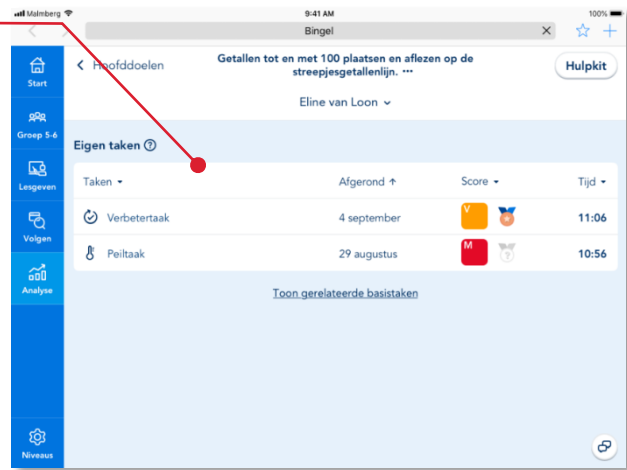 Malmberg
9:41 AM
100%
Bingel
Start
Groep 5-6
Lesgeven
Volgen
Analyse
Niveaus
Hoofddoelen
Getallen tot en met 100 plaatsen en aflezen op de
streepjesgetallenlijn. •••
Hulpkit
Eline van Loon
Eigen taken ?
Taken Afgerond ↑ Score Tijd
Verbetertaak 4 september V 11:06
Peiltaak 29 augustus M ? 10:56
Toon gerelateerde basistaken